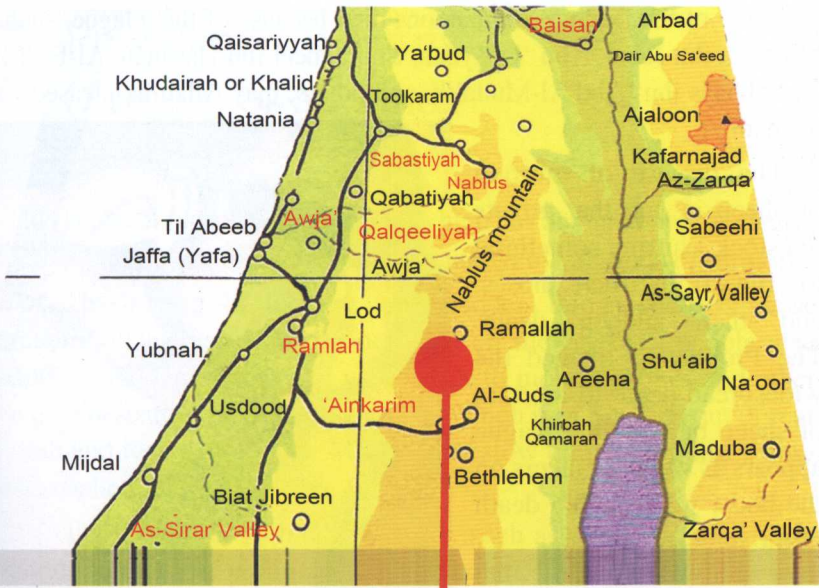 Baisan
Arbad
Qaisariyyah
Ya'bud
Dair Abu Sa'eed
Khudairah or Khalid
Toolkaram
Natania
Ajaloon
Sabastiyah
Kafarnajad
Nablus
Az-Zarqa'
Qabatiyah
Til Abeeb
Awja'
Qalqeeliyah
Sabeehi
Jaffa (Yafa)
Awja'
Nablus mountain
As-Sayr Valley
Lod
Yubnah
Ramlah
Ramallah
Shu'aib
Areeha
Na'oor
Usdood
'Ainkarim
Al-Quds
Khirbah
Qamaran
Mijdal
Maduba
Bethlehem
Biat Jibreen
As-Sirar Valley
Zarqa' Valley